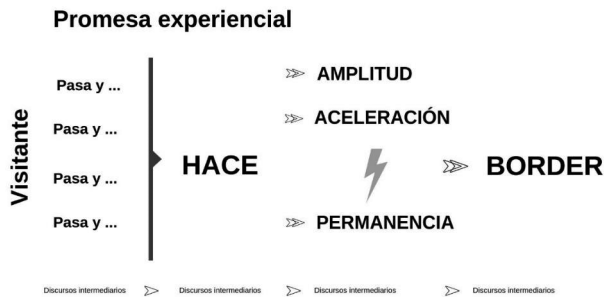 Promesa experiencial
Visitante
Pasa y ...
Pasa y ...
Pasa y ...
Pasa y ...
HACE
AMPLITUD
ACELERACIÓN
PERMANENCIA
BORDER
Discursos intermediarios
Discursos intermediarios
Discursos intermediarios
Discursos intermediarios